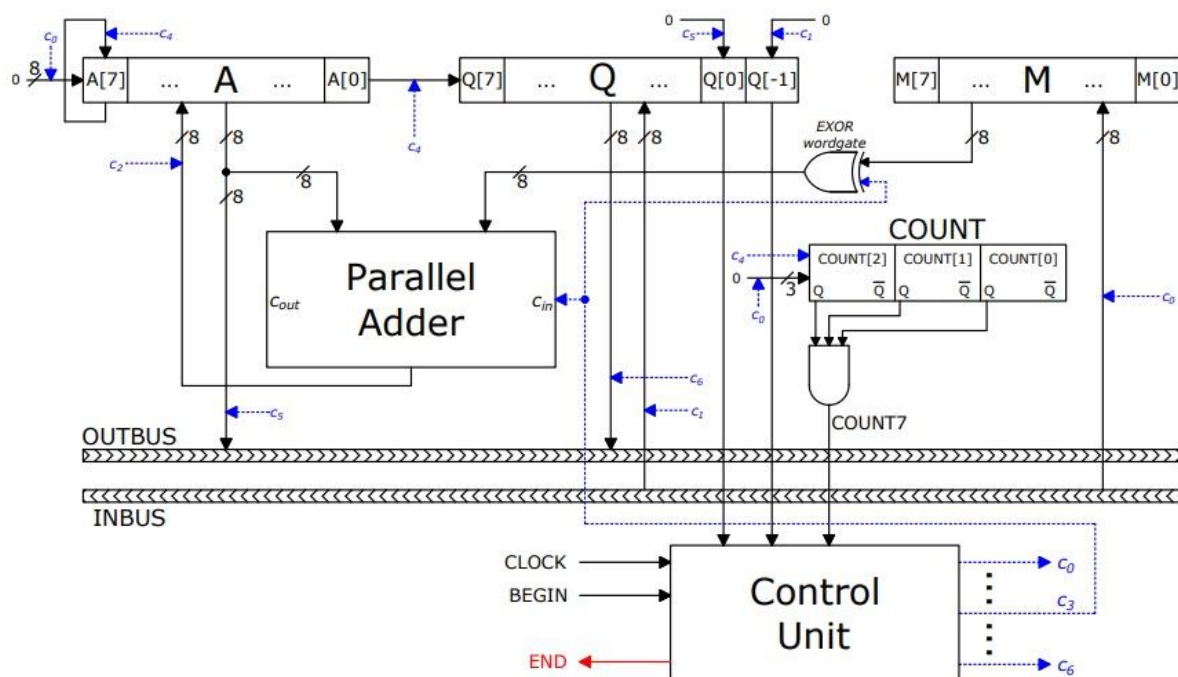 0 0
c0 c4 c5 c1
0 8
A[7] ... A ... A[0] Q[7] ... Q ... Q[0] Q[-1] M[7] ... M ... M[0]
8 8 c4 8 8 EXOR wordgate 8 8
c2 8 8 8
COUNT
c4 COUNT[2] COUNT[1] COUNT[0]
0 3 Q Q̅ Q Q̅ Q Q̅
c0 c0
Parallel
Adder
cout cin
c6
c5 c1
COUNT7
OUTBUS
INBUS
CLOCK
BEGIN
END
Control
Unit
c0
c3
c6